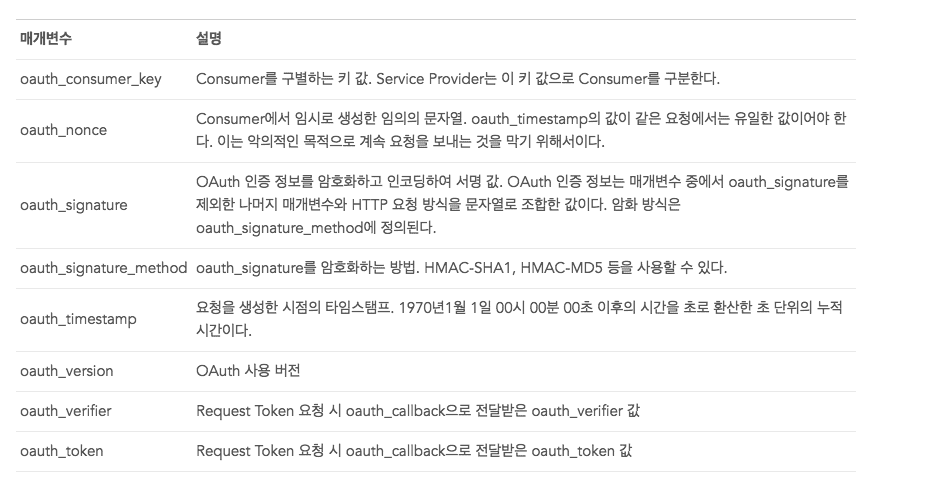 매개변수 설명
oauth_consumer_key Consumer를 구별하는 키 값. Service Provider는 이 키 값으로 Consumer를 구분한다.
oauth_nonce Consumer에서 임시로 생성한 임의의 문자열. oauth_timestamp의 값이 같은 요청에서는 유일한 값이어야 한
다. 이는 악의적인 목적으로 계속 요청을 보내는 것을 막기 위해서이다.
oauth_signature OAuth 인증 정보를 암호화하고 인코딩하여 서명 값. OAuth 인증 정보는 매개변수 중에서 oauth_signature를
제외한 나머지 매개변수와 HTTP 요청 방식을 문자열로 조합한 값이다. 암화 방식은
oauth_signature_method에 정의된다.
oauth_signature_method oauth_signature를 암호화하는 방법. HMAC-SHA1, HMAC-MD5 등을 사용할 수 있다.
oauth_timestamp 요청을 생성한 시점의 타임스탬프. 1970년1월 1일 00시 00분 00초 이후의 시간을 초로 환산한 초 단위의 누적
시간이다.
oauth_version OAuth 사용 버전
oauth_verifier Request Token 요청 시 oauth_callback으로 전달받은 oauth_verifier 값
oauth_token Request Token 요청 시 oauth_callback으로 전달받은 oauth_token 값